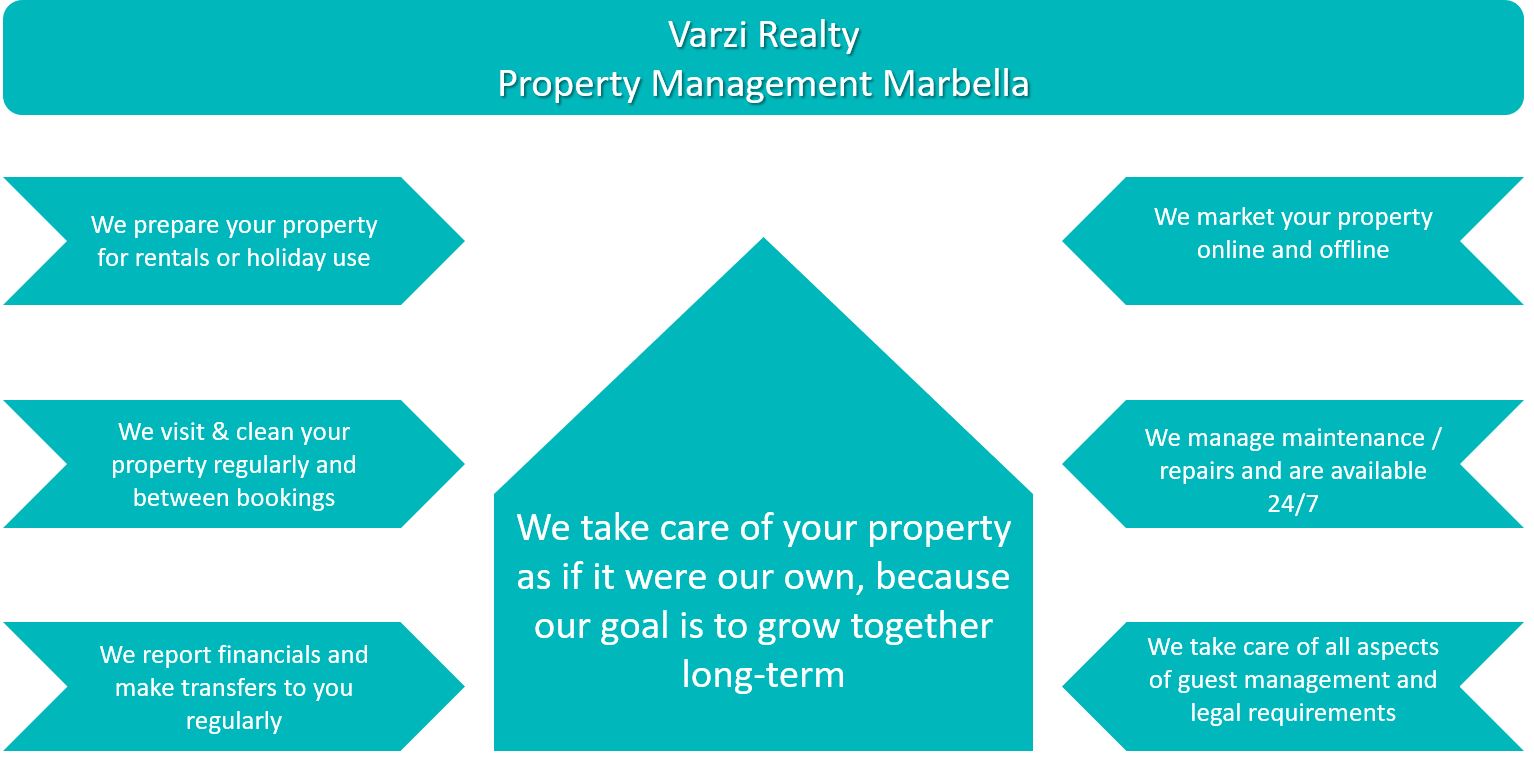 Varzi Realty
Property Management Marbella
We prepare your property
for rentals or holiday use
We visit & clean your
property regularly and
between bookings
We report financials and
make transfers to you
regularly
We take care of your property
as if it were our own, because
our goal is to grow together
long-term
We market your property
online and offline
We manage maintenance /
repairs and are available
24/7
We take care of all aspects
of guest management and
legal requirements